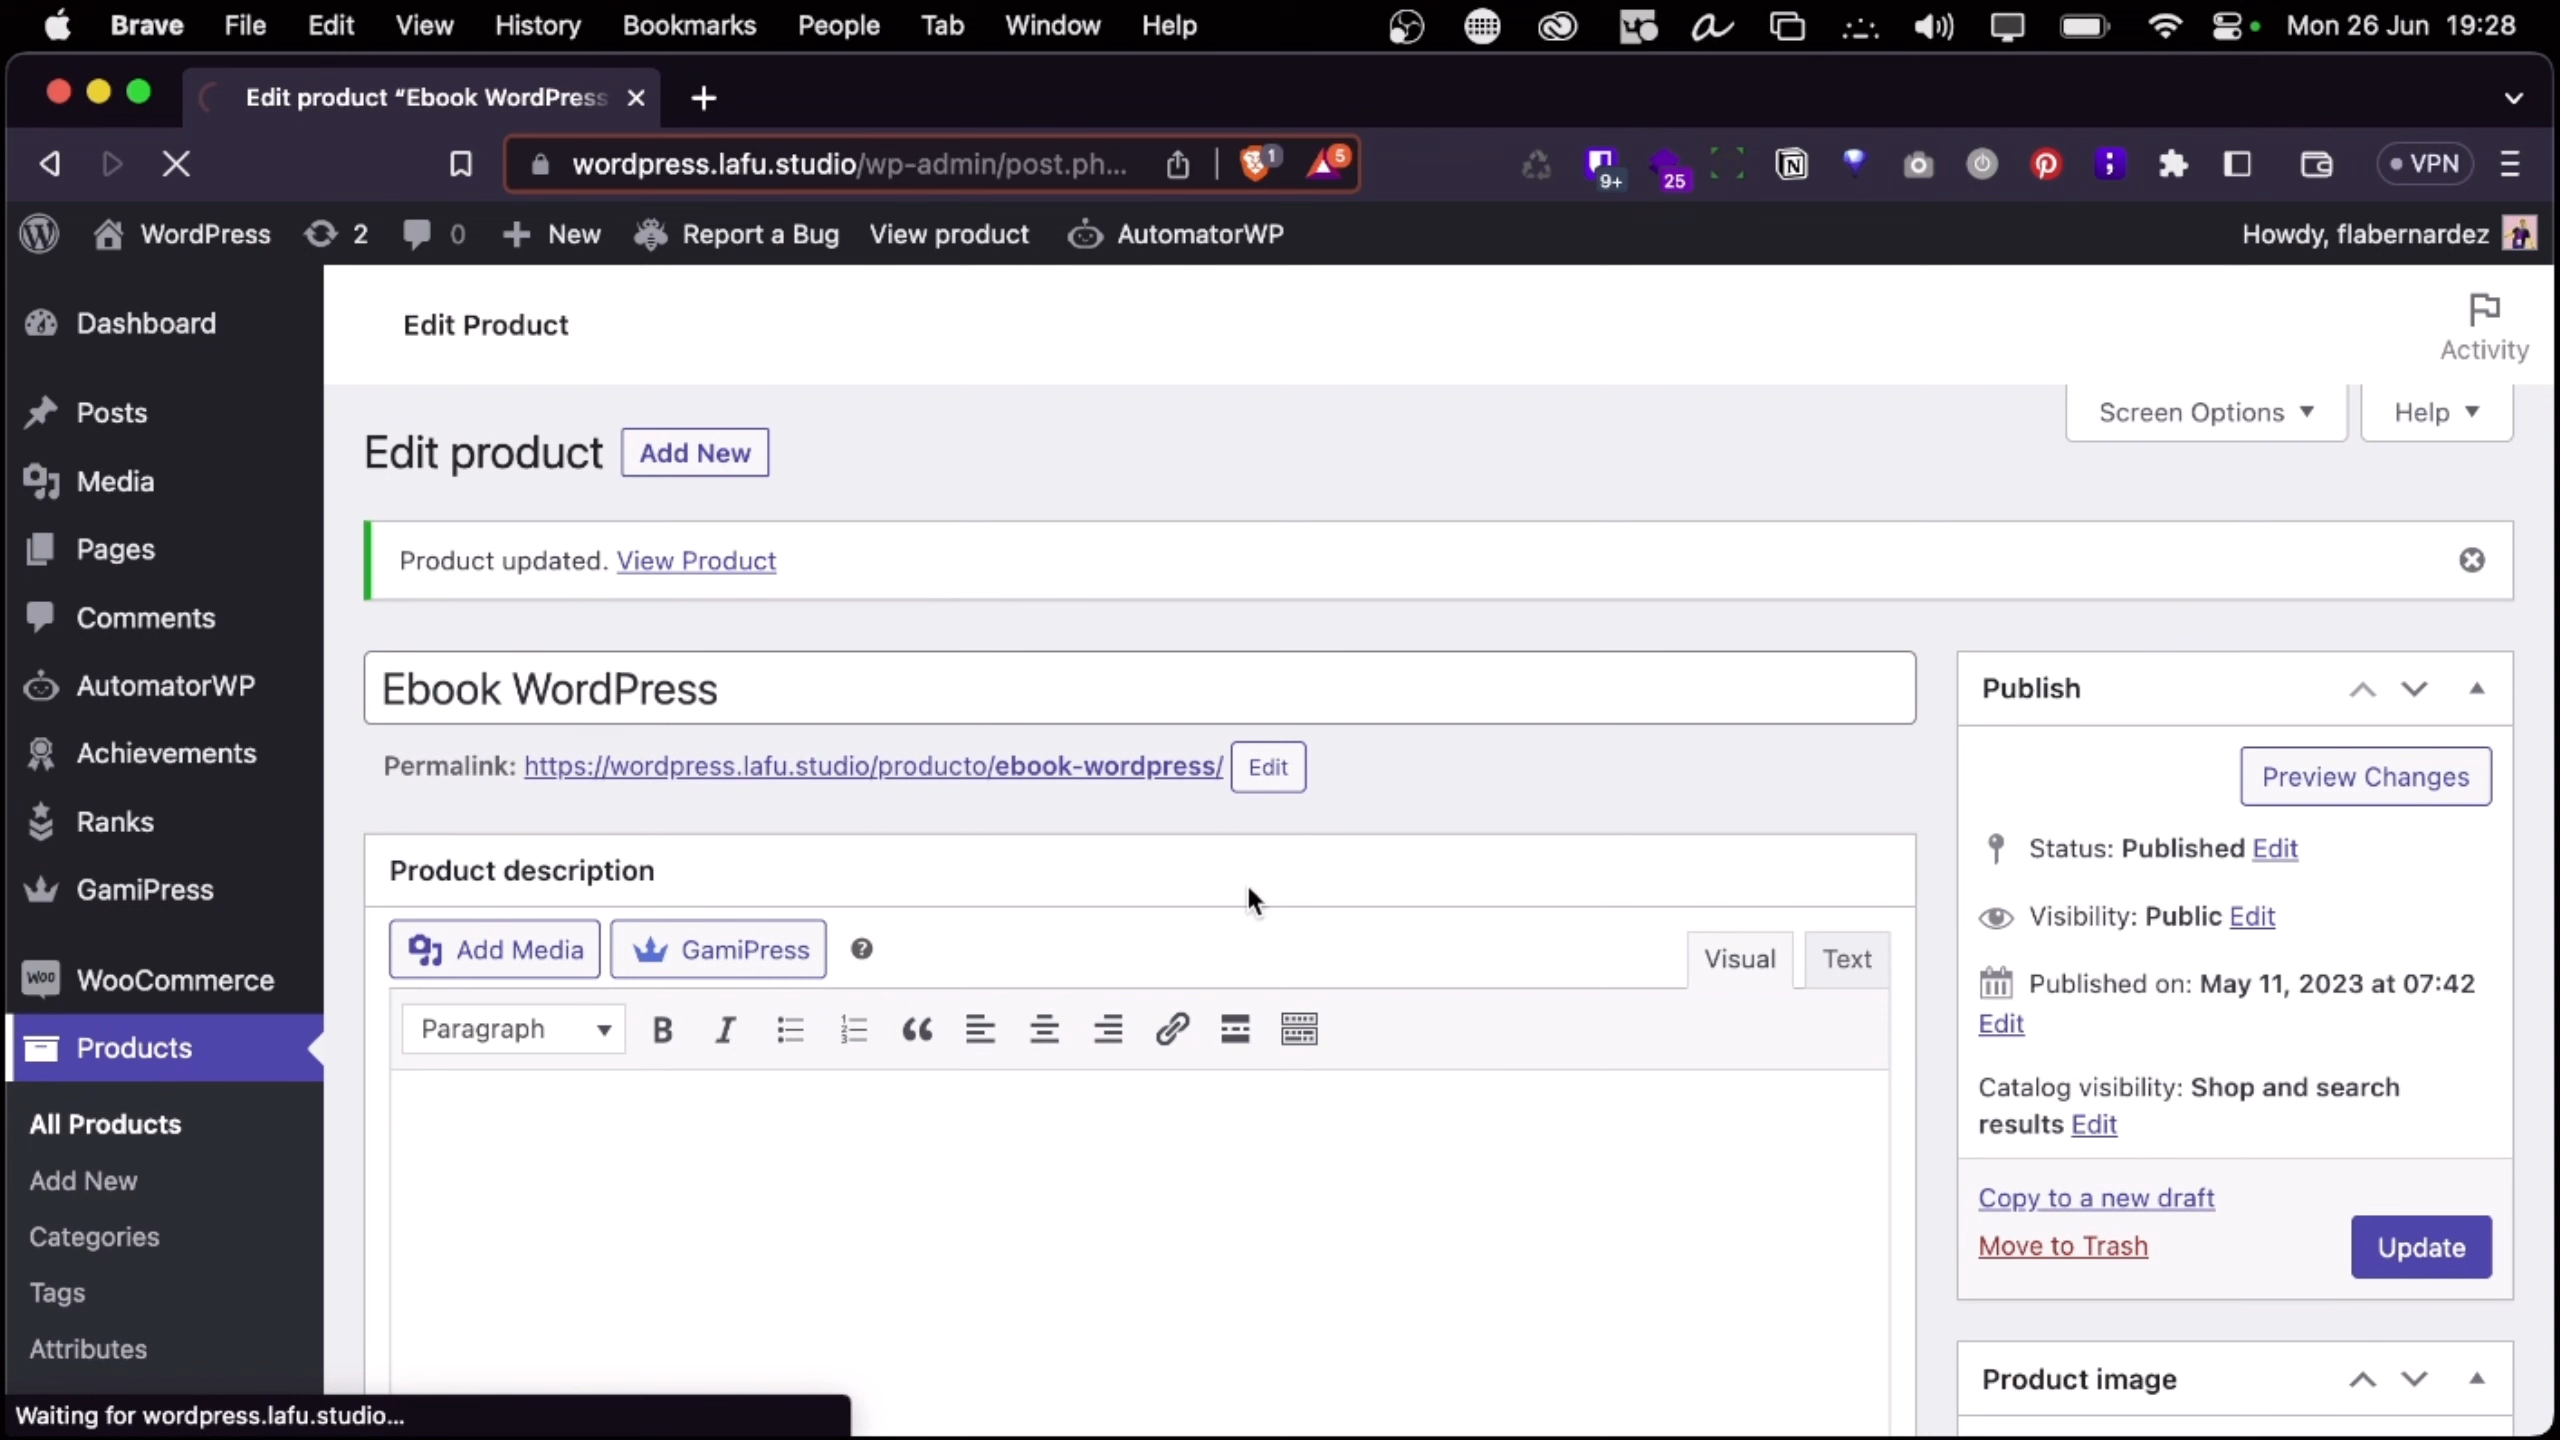 Brave File Edit View History Bookmarks People Tab Window Help Mon 26 Jun 19:28
Edit product “Ebook WordPress
wordpress.lafu.studio/wp-admin/post.ph... 1 5 9+ 25 VPN
WordPress 2 0 New Report a Bug View product AutomatorWP Howdy, flabernardez
Dashboard
Posts
Media
Pages
Comments
AutomatorWP
Achievements
Ranks
GamiPress
Woo WooCommerce
Products
All Products
Add New
Categories
Tags
Attributes
Waiting for wordpress.lafu.studio...
Edit Product
Activity
Screen Options Help
Edit product Add New
Product updated. View Product
Ebook WordPress
Permalink: https://wordpress.lafu.studio/producto/ebook-wordpress/ Edit
Product description
Add Media GamiPress
Visual Text
Paragraph
Publish
Preview Changes
Status: Published Edit
Visibility: Public Edit
Published on: May 11, 2023 at 07:42
Edit
Catalog visibility: Shop and search
results Edit
Copy to a new draft
Move to Trash
Update
Product image